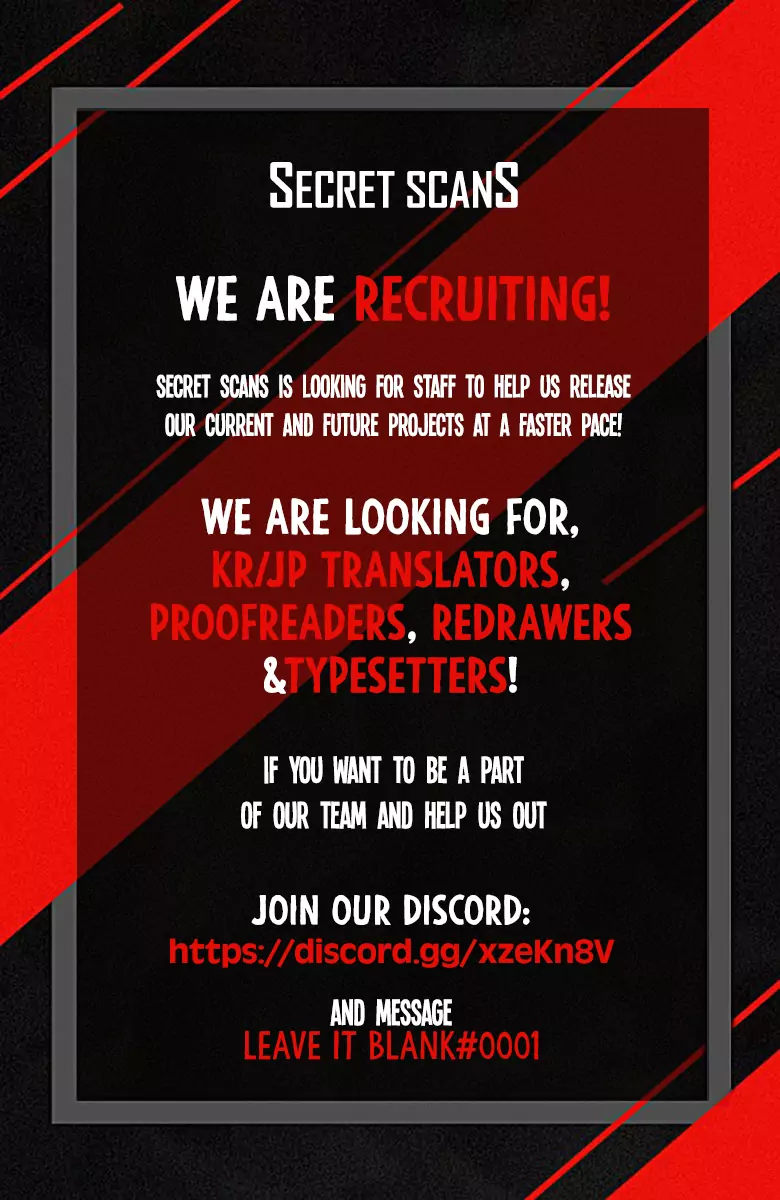 SECRET SCANS
WE ARE RECRUITING!
SECRET SCANS IS LOOKING FOR STAFF TO HELP US RELEASE
OUR CURRENT AND FUTURE PROJECTS AT A FASTER PACE!
WE ARE LOOKING FOR,
KR/JP TRANSLATORS,
PROOFREADERS, REDRAWERS
&TYPESETTERS!
IF YOU WANT TO BE A PART
OF OUR TEAM AND HELP US OUT
JOIN OUR DISCORD:
https://discord.gg/xzeKn8V
AND MESSAGE
LEAVE IT BLANK#0001